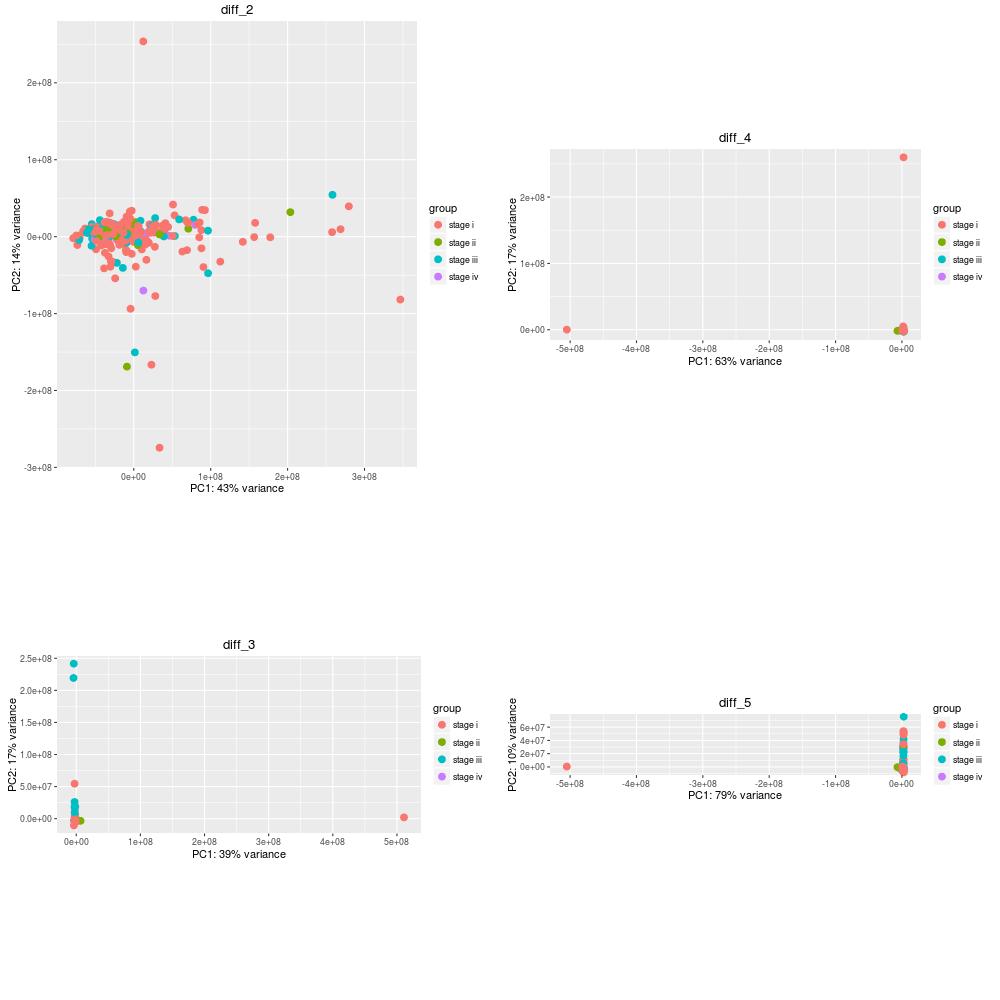 diff_2
PC2: 14% variance
2e+08
1e+08
0e+00
-1e+08
-2e+08
-3e+08
0e+00 1e+08 2e+08 3e+08
PC1: 43% variance
group
stage i
stage ii
stage iii
stage iv
diff_4
PC2: 17% variance
2e+08
1e+08
0e+00
-5e+08 -4e+08 -3e+08 -2e+08 -1e+08 0e+00
PC1: 63% variance
group
stage i
stage ii
stage iii
stage iv
diff_3
PC2: 17% variance
2.5e+08
2.0e+08
1.5e+08
1.0e+08
5.0e+07
0.0e+00
0e+00 1e+08 2e+08 3e+08 4e+08 5e+08
PC1: 39% variance
group
stage i
stage ii
stage iii
stage iv
diff_5
PC2: 10% variance
6e+07
4e+07
2e+07
0e+00
-5e+08 -4e+08 -3e+08 -2e+08 -1e+08 0e+00
PC1: 79% variance
group
stage i
stage ii
stage iii
stage iv